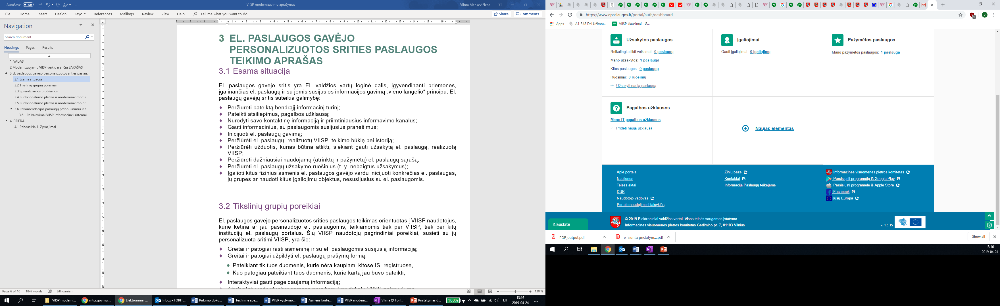 AutoSave Off
VIISP modernizavimo aprašymas
Vilma Menkevičienė
File Home Insert Design Layout References Mailings Review View Help Tell me what you want to do Share Comments
Navigation
Search document
Headings Pages Results
1 ĮVADAS
2 Modernizuojamų VIISP veiklų ir sričių SĄRAŠAS
3 El. paslaugos gavėjo personalizuotos srities paslau...
3.1 Esama situacija
3.2 Tikslinių grupių poreikiai
3.3 Sprendžiamos problemos
3.4 Funkcionalumo plėtros ir modernizavimo tik...
3.5 Funkcionalumo plėtros ir modernizavimo pr...
3.6 Rekomendacijos paslaugų patobulinimui ir t...
3.6.1 Reikalavimai VIISP informacinei sistemai
4 PRIEDAI
4.1 Priedas Nr. 1. Žymėjimai
3 EL. PASLAUGOS GAVĖJO
PERSONALIZUOTOS SRITIES PASLAUGOS
TEIKIMO APRAŠAS
3.1 Esama situacija
El. paslaugos gavėjo sritis yra El. valdžios vartų loginė dalis, įgyvendinanti priemones,
įgalinančias el. paslaugų ir su jomis susijusios informacijos gavimą „vieno langelio“ principu. El.
paslaugų gavėjų sritis suteikia galimybę:
♦ Peržiūrėti pateiktą bendrąjį informacinį turinį;
♦ Pateikti atsiliepimus, pagalbos užklausą;
♦ Nurodyti savo kontaktinę informaciją ir priimtiniausius informavimo kanalus;
♦ Gauti informacinius, su paslaugomis susijusius pranešimus;
♦ Inicijuoti el. paslaugų gavimą;
♦ Peržiūrėti el. paslaugų, realizuotų VIISP, teikimo būklę bei istoriją;
♦ Peržiūrėti užduotis, kurias būtina atlikti, siekiant gauti užsakytą el. paslaugą, realizuotą
VIISP;
♦ Peržiūrėti dažniausiai naudojamų (atrinktų ir pažymėtų) el. paslaugų sąrašą;
♦ Peržiūrėti el. paslaugų užsakymo ruošinius (t. y. nebaigtus užsakymus);
♦ Įgalioti kitus fizinius asmenis el. paslaugos gavėjo vardu inicijuoti konkrečias el. paslaugas,
jų grupes ar naudoti kitus įgaliojimų objektus, nesusijusius su el. paslaugomis.
3.2 Tikslinių grupių poreikiai
El. paslaugos gavėjo personalizuotos srities paslaugos teikimas orientuotas į VIISP naudotojus,
kurie ketina ar jau pasinaudojo el. paslaugomis, teikiamomis tiek per VIISP, tiek per kitų
institucijų el. paslaugų portalus. Šių VIISP naudotojų pagrindiniai poreikiai, susieti su jų
personalizuota sritimi VIISP, yra šie:
♦ Greitai ir patogiai rasti asmeninę ir su el. paslaugomis susijusią informaciją;
♦ Greitai ir patogiai užpildyti el. paslaugų prašymų formą:
♦ Pateikiant tik tuos duomenis, kurie nėra kaupiami kitose IS, registruose,
♦ Kuo patogiau pateikiant tuos duomenis, kurie kartą jau buvo pateikti;
♦ Interaktyviai gauti pageidaujamą informaciją;
Page 6 of 10 1847 words Lithuanian
130 %
VIISP moderni... mtci.govmu.... Elektroniniai ... Inbox - FORIT... Pirkimo doku... Technine spe... VIISP vystymo... Asmens korte... VIISP modern... Vilma @ ForI... Pristatymas d... 100% LIT
13:16
2019-04-24
https://www.epaslaugos.lt/portal/auth/dashboard
Apps A1-348 Dėl Užimtu... VIISP klausimai - G...
Užsakytos paslaugos
Reikalingi atlikti veiksmai: 0 paslaugų
Mano užsakytos: 1 paslauga
Kitos paslaugos: 0 paslaugų
Ruošiniai: 0 ruošinių
+ Užsakyti naują paslaugą
Įgaliojimai
Gauti įgaliojimai: 0 įgaliojimų
Pažymėtos paslaugos
Mano pažymėtos paslaugos: 1 paslauga
Pagalbos užklausos
Mano IT pagalbos užklausos
+ Pridėti naują užklausą
Naujas elementas
Apie portalą
Naujienos
Teisės aktai
DUK
Naudotojo vadovas
Portalo naudojimosi taisyklės
Žinių bazė
Kontaktai
Informacija Paslaugų teikėjams
Informacinės visuomenės plėtros komitetas
Parsisiųsti programėlę iš Google Play
Parsisiųsti programėlę iš Apple Store
Facebook
Jūsų Europa
Klauskite
© 2019 Elektroniniai valdžios vartai. Visos teisės saugomos įstatymo.
Informacinės visuomenės plėtros komitetas Gedimino pr. 7, 01103 Vilnius
v. 1.5.15
PDF_output.pdf e siuntu pristatym....pdf Show all
13:16
2019-04-24